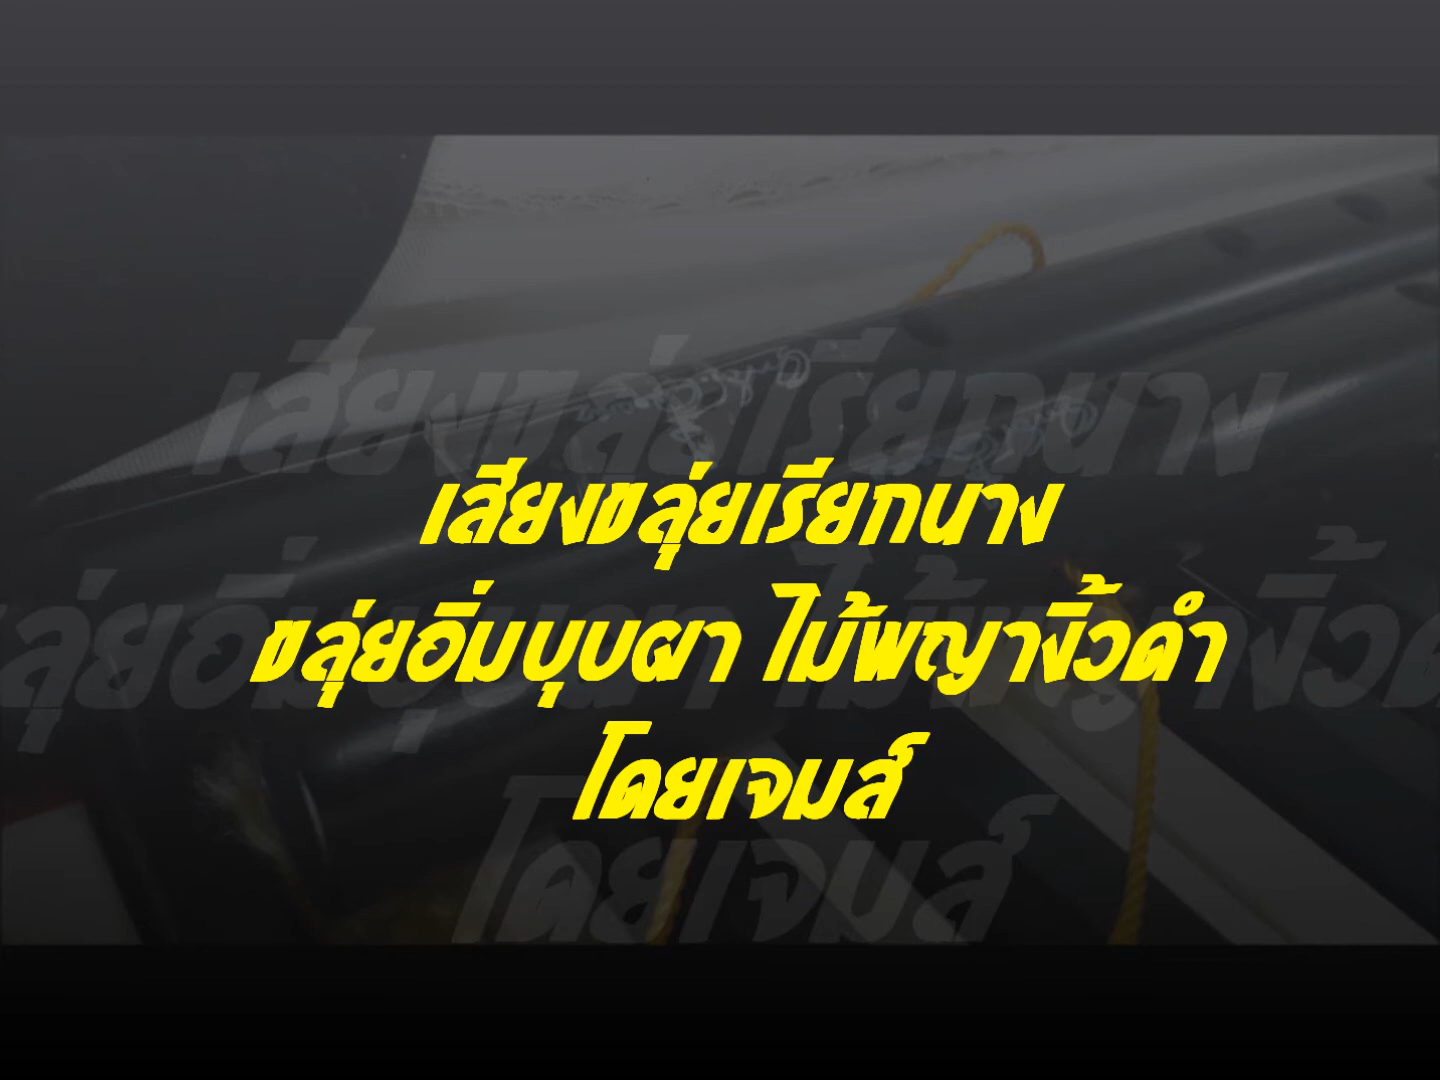 เสียงขลุ่ยเรียกนาง
ขลุ่ยอิ่มบุบผา ไม้พญางิ้วดำ
โดยเจมส์